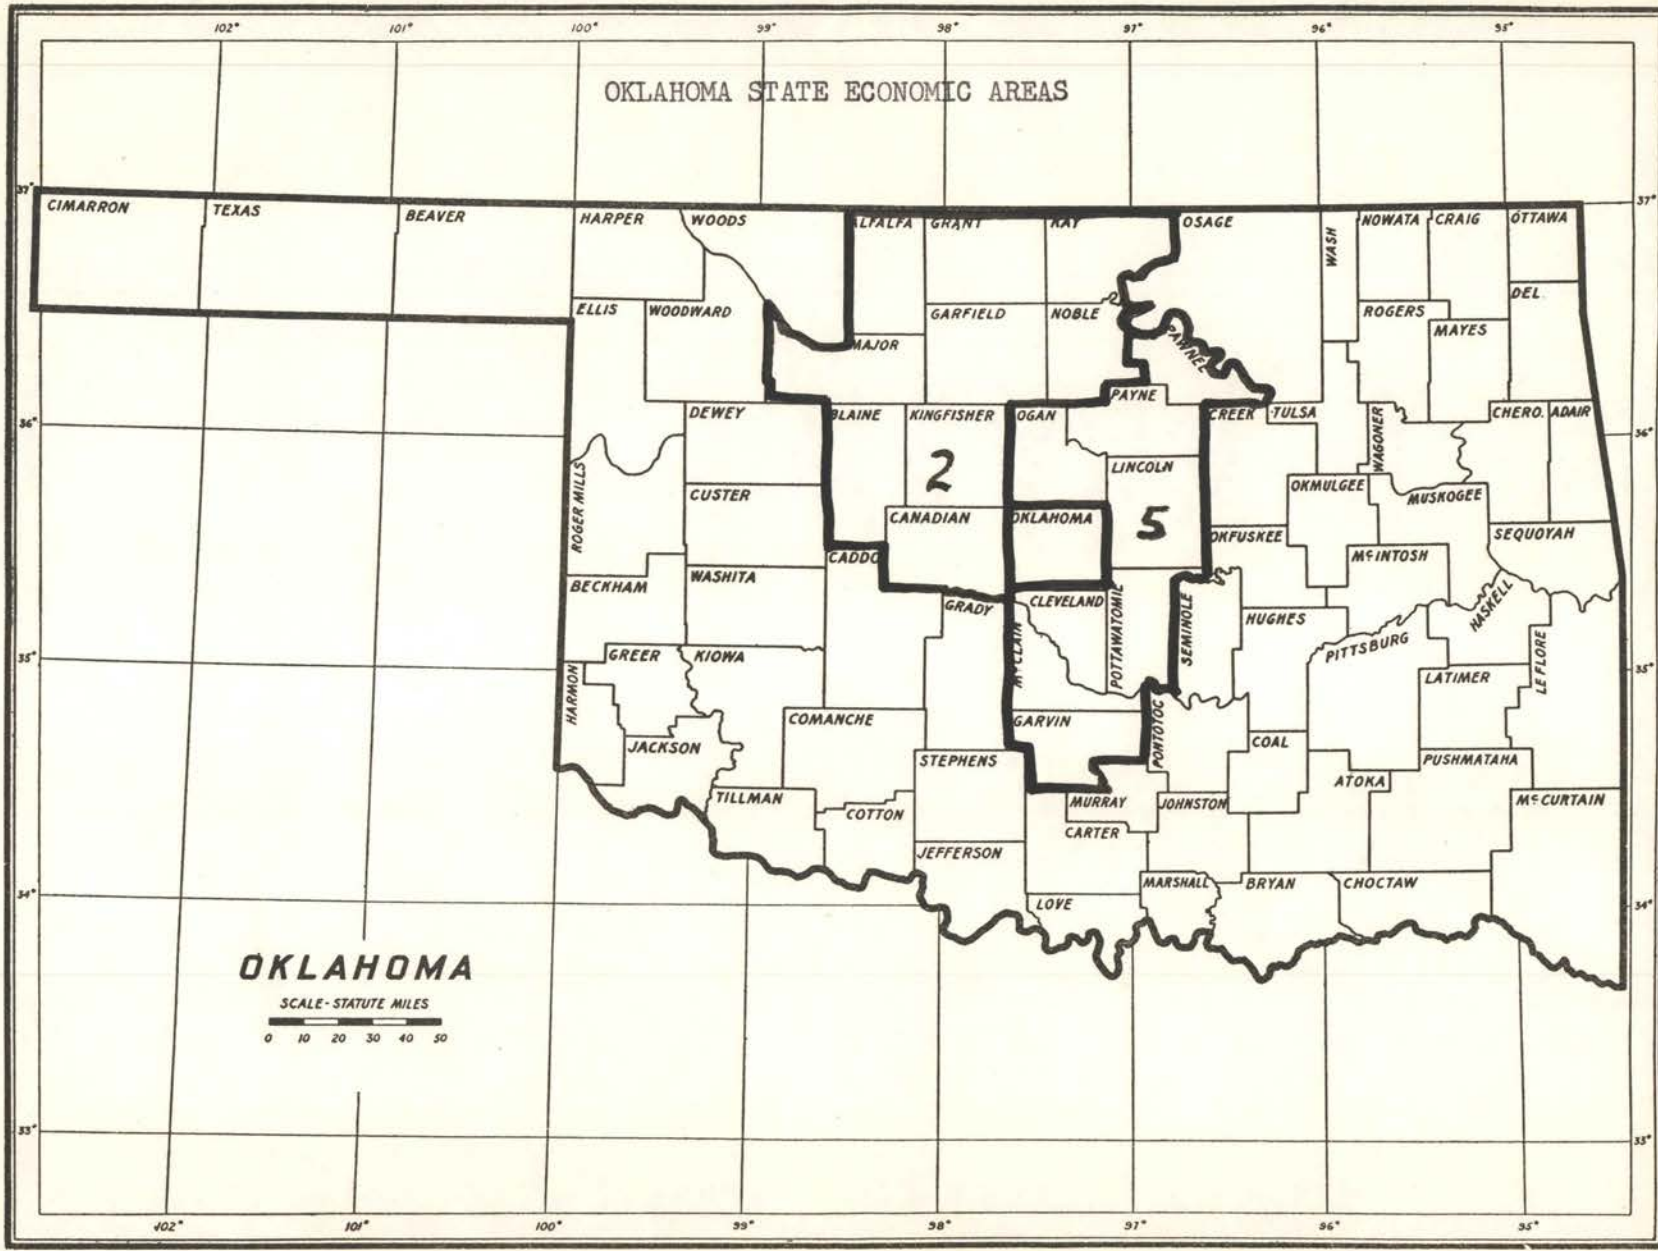 102° 101° 100° 99° 98° 97° 96° 95°
OKLAHOMA STATE ECONOMIC AREAS
37° 37°
CIMARRON TEXAS BEAVER HARPER WOODS ALFALFA GRANT KAY OSAGE WASH NOWATA CRAIG OTTAWA
DEL.
ELLIS WOODWARD GARFIELD NOBLE ROGERS
MAYES
MAJOR PAWNEE
PAYNE
DEWEY BLAINE KINGFISHER OGAN CREEK TULSA WAGONER CHERO. ADAIR
36° 36°
2 LINCOLN
ROGER MILLS CUSTER OKMULGEE MUSKOGEE
CANADIAN OKLAHOMA 5
OKFUSKEE SEQUOYAH
CADDO McINTOSH
BECKHAM WASHITA
GRADY CLEVELAND POTTAWATOMIE SEMINOLE HUGHES HASKELL
McCLAIN PITTSBURG
35° GREER KIOWA LE FLORE 35°
HARMON LATIMER
COMANCHE GARVIN PONTOTOC
JACKSON COAL
STEPHENS PUSHMATAHA
ATOKA
TILLMAN MURRAY JOHNSTON McCURTAIN
COTTON
CARTER
JEFFERSON
MARSHALL BRYAN CHOCTAW
34° LOVE 34°
OKLAHOMA
SCALE-STATUTE MILES
0 10 20 30 40 50
33° 33°
102° 101° 100° 99° 98° 97° 96° 95°